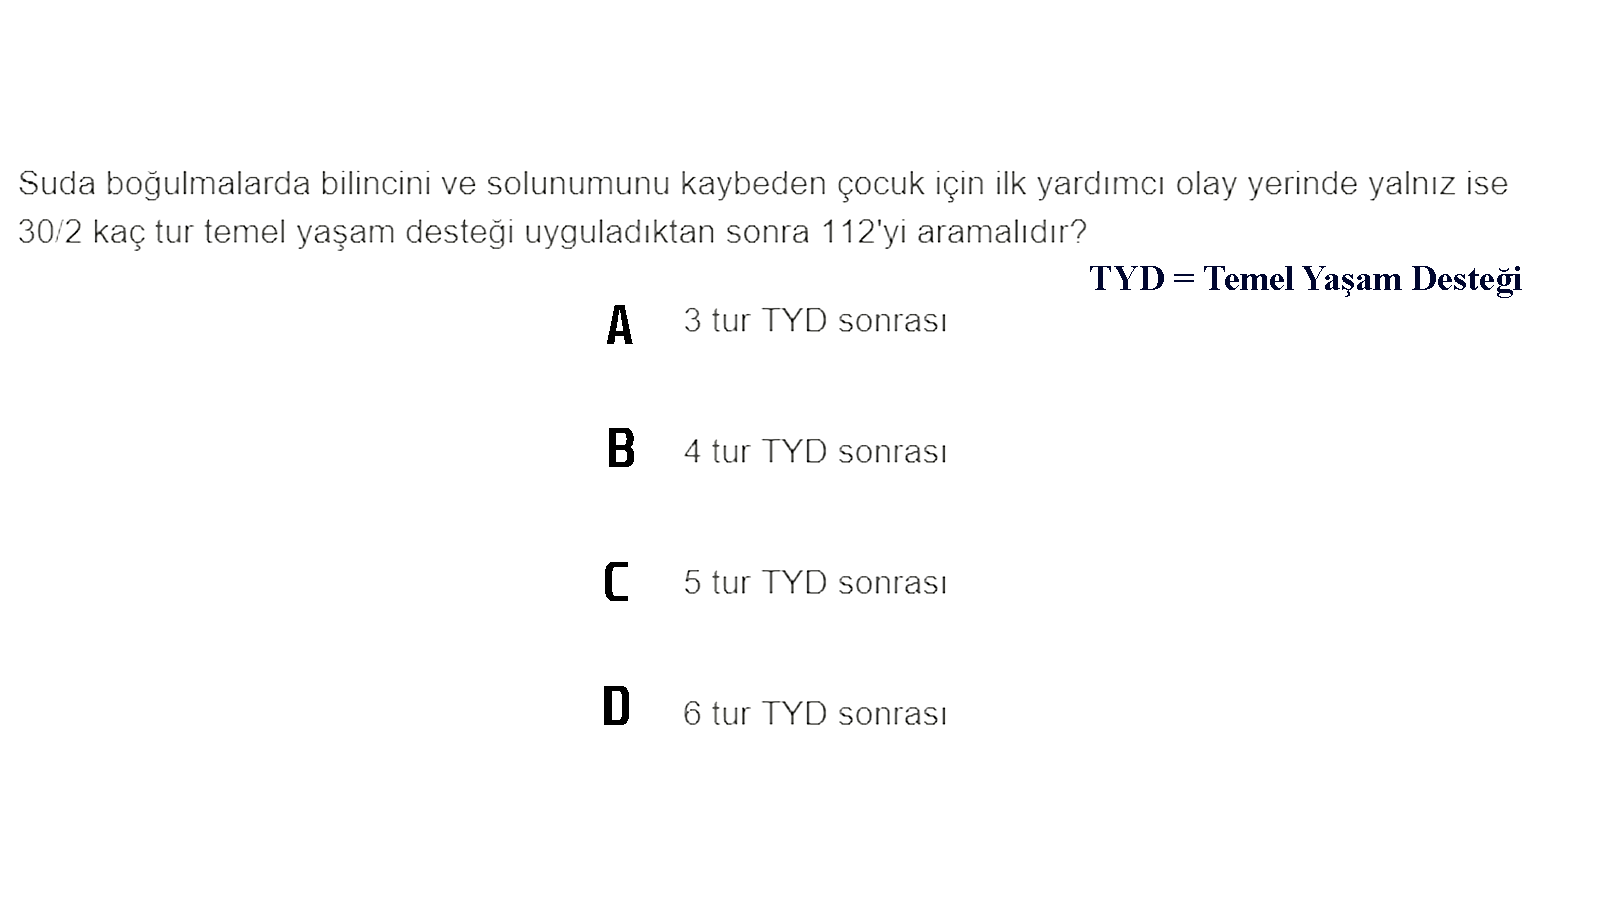 Suda boğulmalarda bilincini ve solunumunu kaybeden çocuk için ilk yardımcı olay yerinde yalnız ise
30/2 kaç tur temel yaşam desteği uyguladıktan sonra 112'yi aramalıdır?
TYD = Temel Yaşam Desteği
A 3 tur TYD sonrası
B 4 tur TYD sonrası
C 5 tur TYD sonrası
D 6 tur TYD sonrası